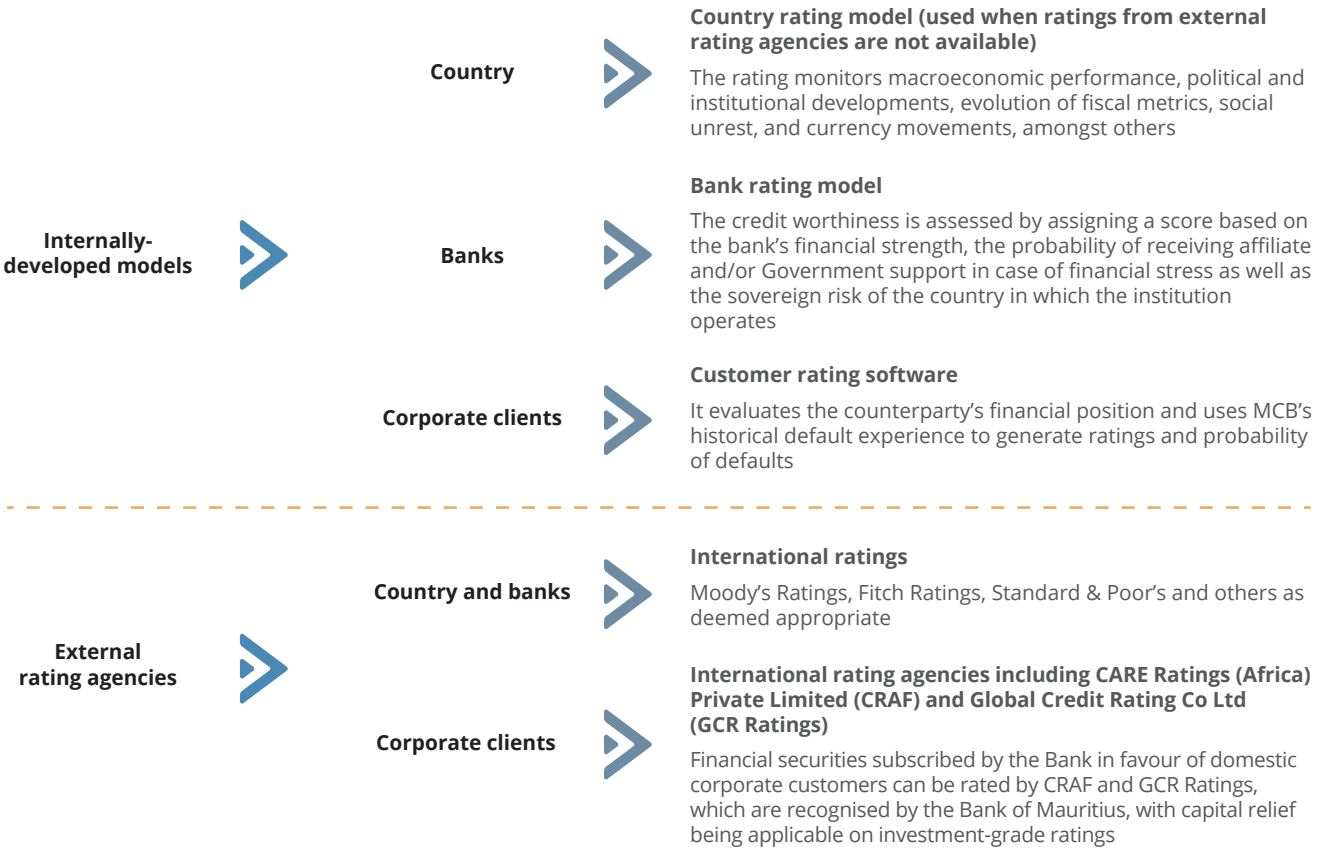 Internally-
developed models
Country
Country rating model (used when ratings from external
rating agencies are not available)
The rating monitors macroeconomic performance, political and
institutional developments, evolution of fiscal metrics, social
unrest, and currency movements, amongst others
Banks
Bank rating model
The credit worthiness is assessed by assigning a score based on
the bank’s financial strength, the probability of receiving affiliate
and/or Government support in case of financial stress as well as
the sovereign risk of the country in which the institution
operates
Corporate clients
Customer rating software
It evaluates the counterparty’s financial position and uses MCB’s
historical default experience to generate ratings and probability
of defaults
External
rating agencies
Country and banks
International ratings
Moody’s Ratings, Fitch Ratings, Standard & Poor’s and others as
deemed appropriate
Corporate clients
International rating agencies including CARE Ratings (Africa)
Private Limited (CRAF) and Global Credit Rating Co Ltd
(GCR Ratings)
Financial securities subscribed by the Bank in favour of domestic
corporate customers can be rated by CRAF and GCR Ratings,
which are recognised by the Bank of Mauritius, with capital relief
being applicable on investment-grade ratings